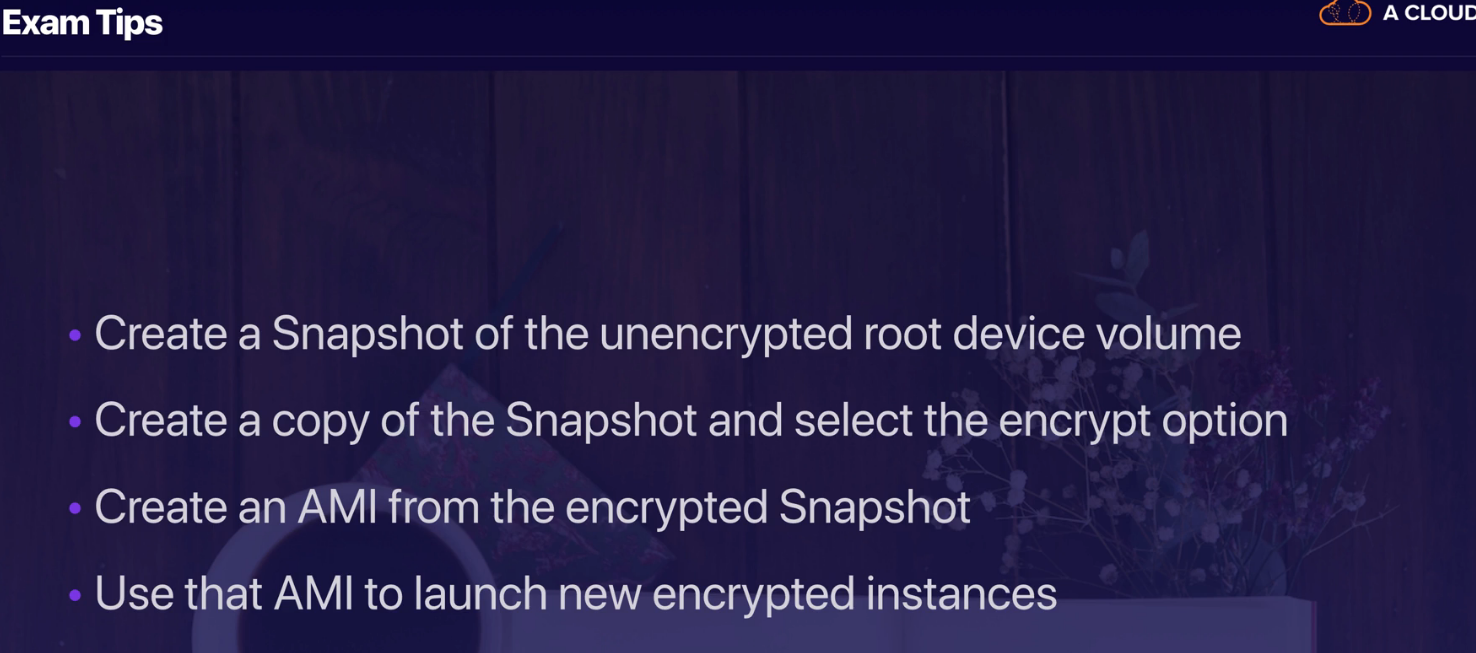 Exam Tips
A CLOUD
• Create a Snapshot of the unencrypted root device volume
• Create a copy of the Snapshot and select the encrypt option
• Create an AMI from the encrypted Snapshot
• Use that AMI to launch new encrypted instances